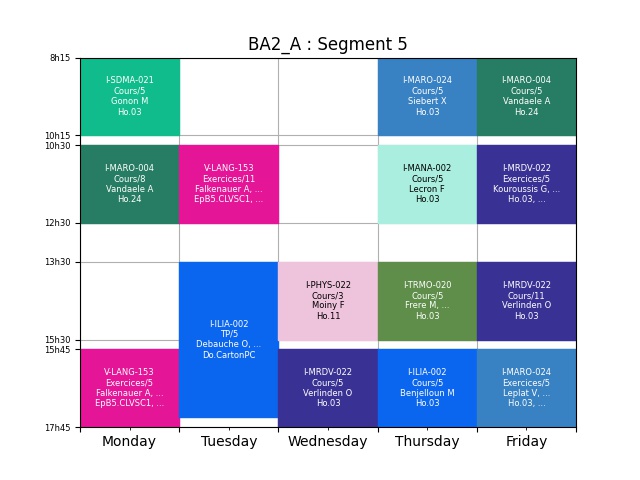 BA2_A : Segment 5
8h15
10h15
10h30
12h30
13h30
15h30
15h45
17h45
I-SDMA-021
Cours/5
Gonon M
Ho.03
I-MARO-004
Cours/8
Vandaele A
Ho.24
V-LANG-153
Exercices/5
Falkenauer A, ...
EpB5.CLVSC1, ...
V-LANG-153
Exercices/11
Falkenauer A, ...
EpB5.CLVSC1, ...
I-ILIA-002
TP/5
Debauche O, ...
Do.CartonPC
I-PHYS-022
Cours/3
Moiny F
Ho.11
I-MRDV-022
Cours/5
Verlinden O
Ho.03
I-MARO-024
Cours/5
Siebert X
Ho.03
I-MANA-002
Cours/5
Lecron F
Ho.03
I-TRMO-020
Cours/5
Frere M, ...
Ho.03
I-ILIA-002
Cours/5
Benjelloun M
Ho.03
I-MARO-004
Cours/5
Vandaele A
Ho.24
I-MRDV-022
Exercices/5
Kouroussis G, ...
Ho.03, ...
I-MRDV-022
Cours/11
Verlinden O
Ho.03
I-MARO-024
Exercices/5
Leplat V, ...
Ho.03, ...
Monday
Tuesday
Wednesday
Thursday
Friday